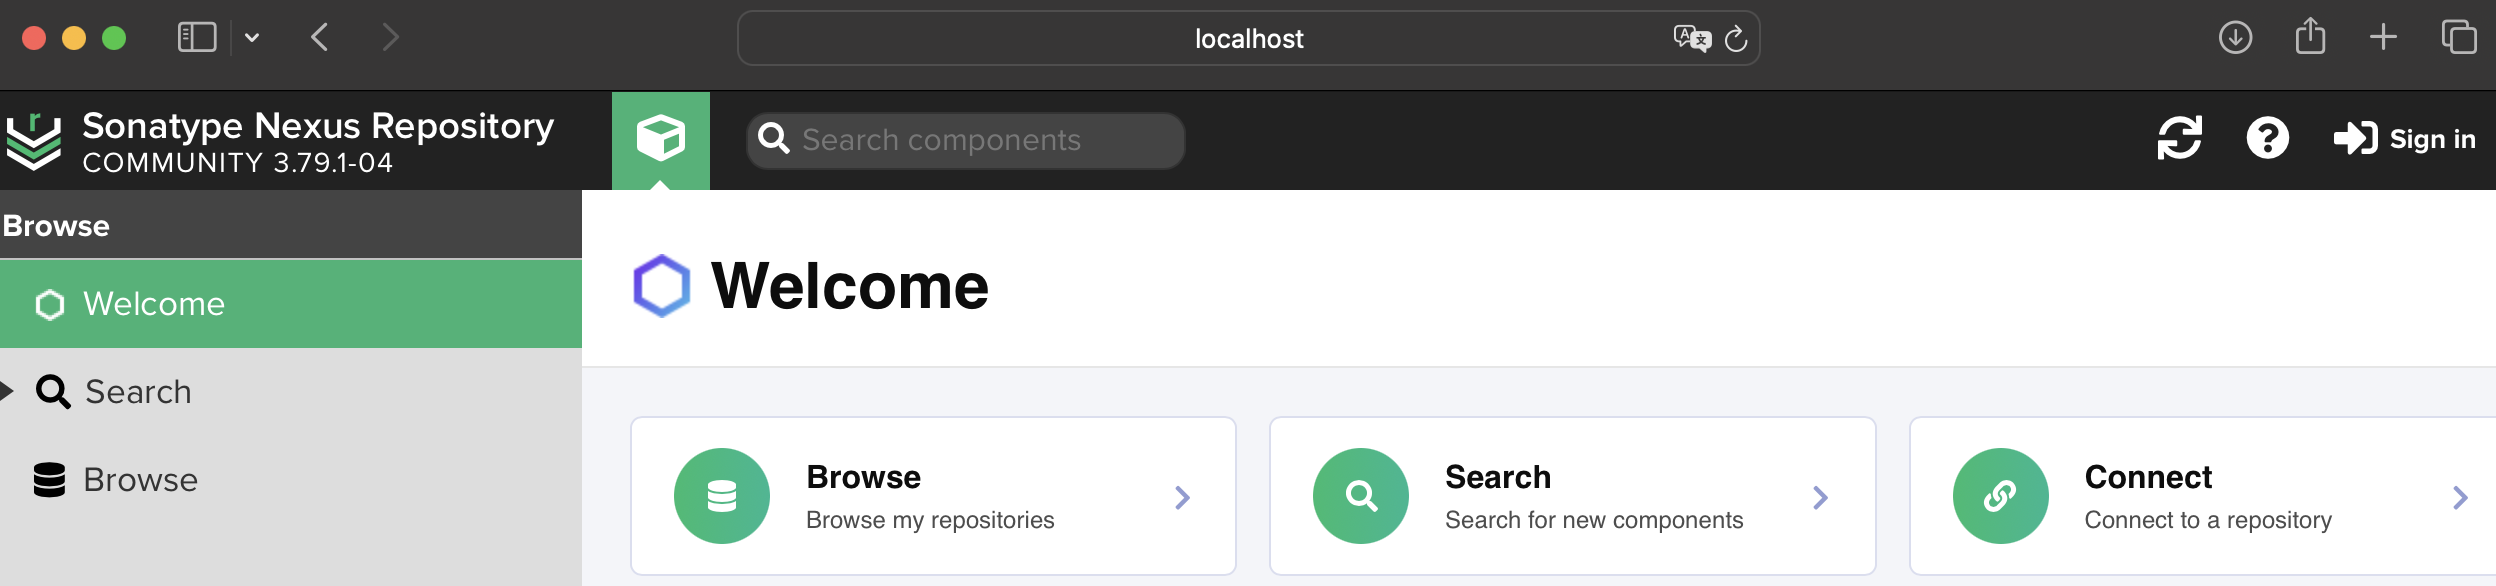 localhost
Sonatype Nexus Repository
COMMUNITY 3.79.1-04
Search components
Sign in
Browse
Welcome
Search
Browse
Welcome
Browse
Browse my repositories
Search
Search for new components
Connect
Connect to a repository